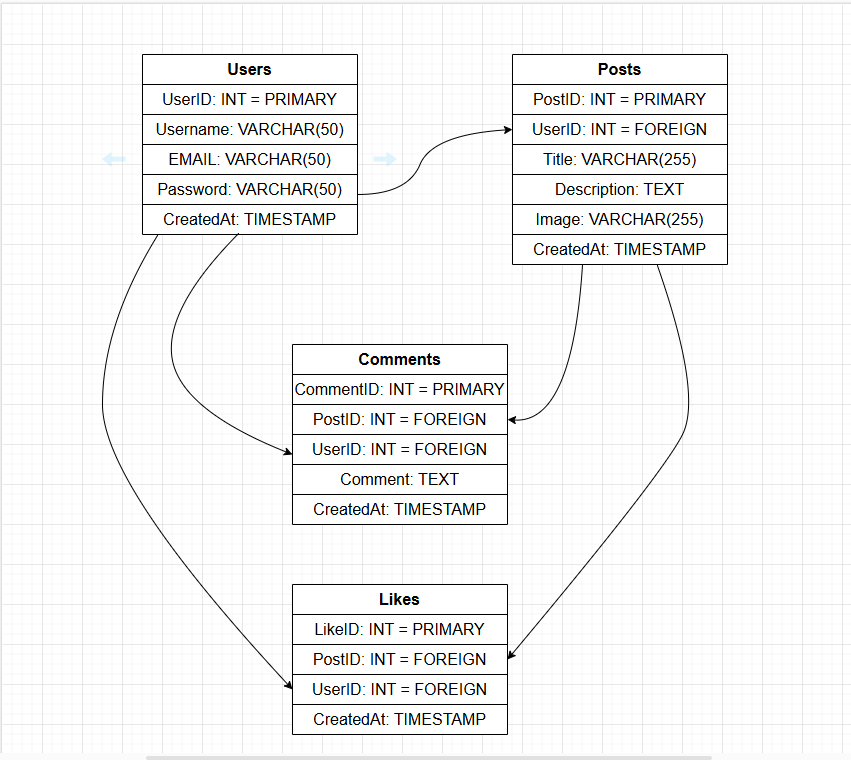 Users
UserID: INT = PRIMARY
Username: VARCHAR(50)
EMAIL: VARCHAR(50)
Password: VARCHAR(50)
CreatedAt: TIMESTAMP
Posts
PostID: INT = PRIMARY
UserID: INT = FOREIGN
Title: VARCHAR(255)
Description: TEXT
Image: VARCHAR(255)
CreatedAt: TIMESTAMP
Comments
CommentID: INT = PRIMARY
PostID: INT = FOREIGN
UserID: INT = FOREIGN
Comment: TEXT
CreatedAt: TIMESTAMP
Likes
LikeID: INT = PRIMARY
PostID: INT = FOREIGN
UserID: INT = FOREIGN
CreatedAt: TIMESTAMP